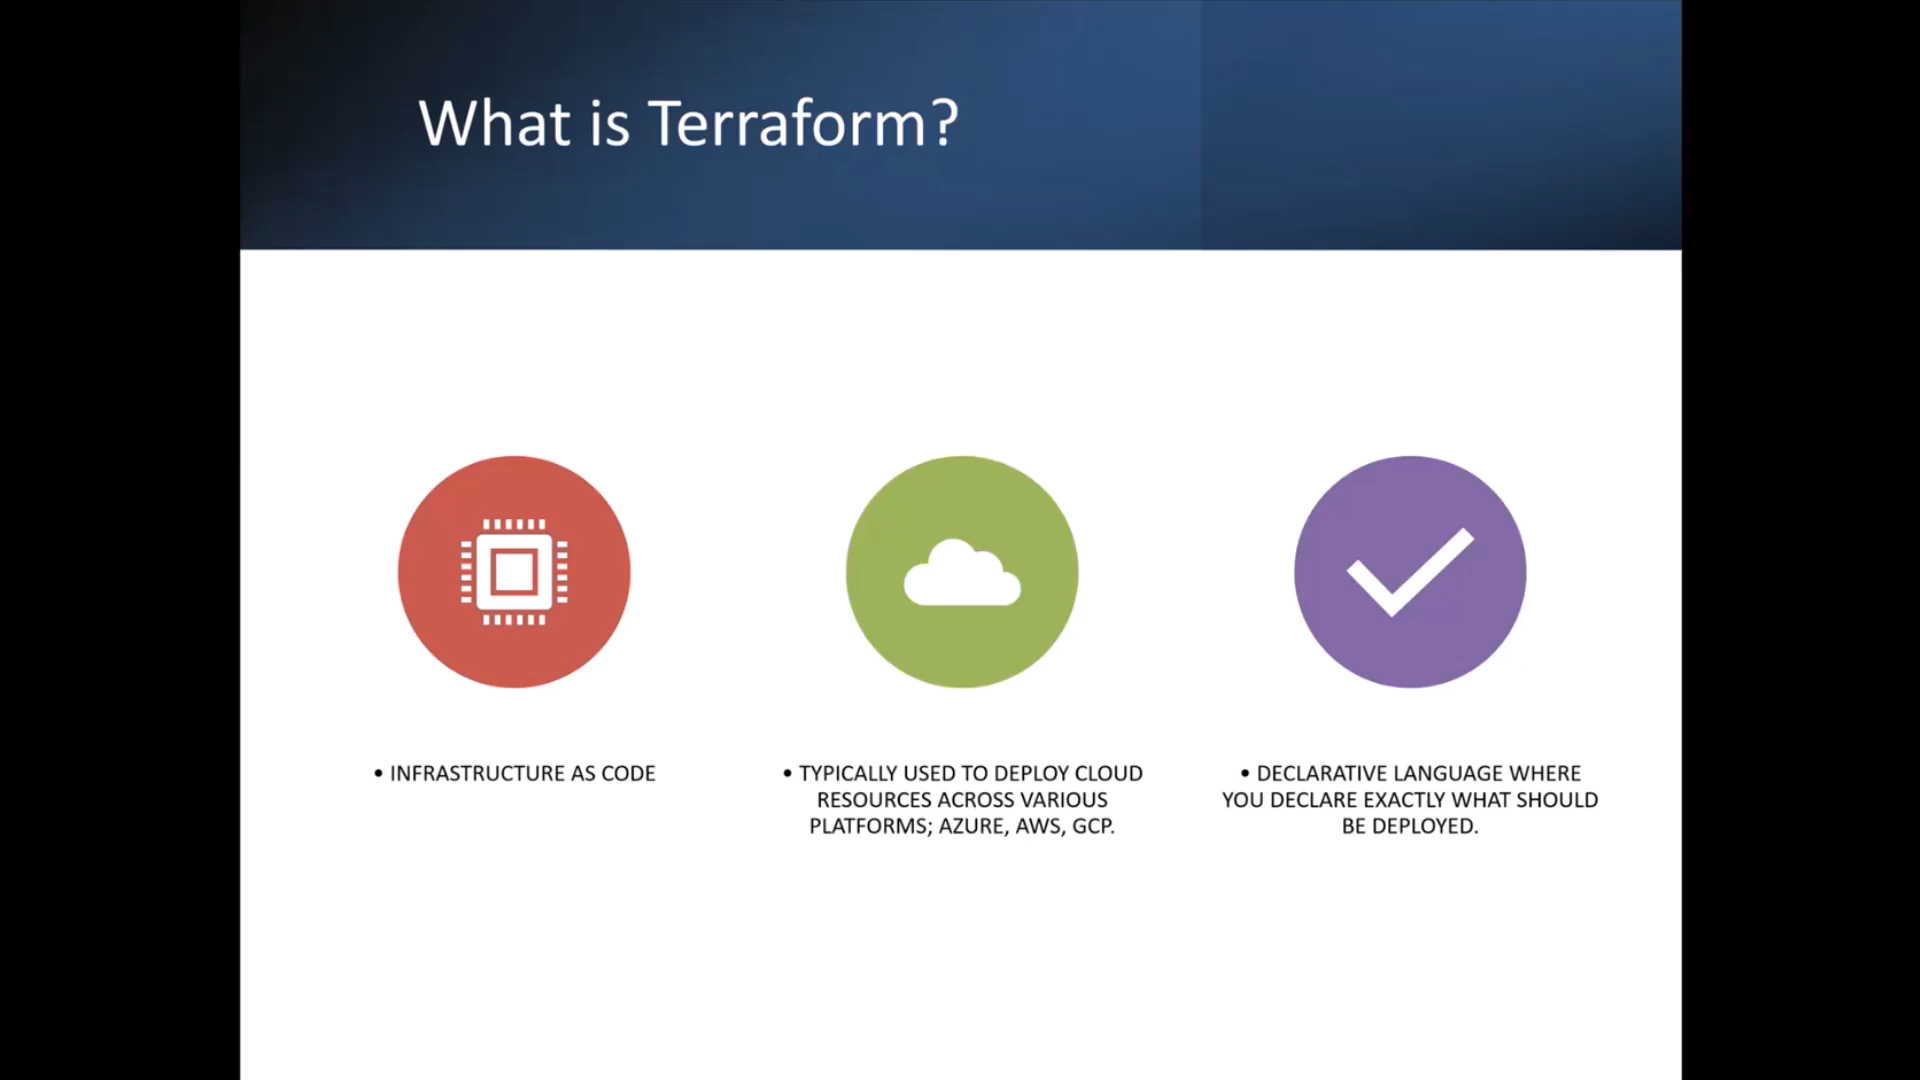 What is Terraform?
• INFRASTRUCTURE AS CODE
• TYPICALLY USED TO DEPLOY CLOUD
RESOURCES ACROSS VARIOUS
PLATFORMS; AZURE, AWS, GCP.
• DECLARATIVE LANGUAGE WHERE
YOU DECLARE EXACTLY WHAT SHOULD
BE DEPLOYED.